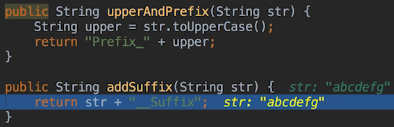 public String upperAndPrefix(String str) {
    String upper = str.toUpperCase();
    return "Prefix_" + upper;
}

public String addSuffix(String str) {  str: "abcdefg"
    return str + "__Suffix";  str: "abcdefg"
}